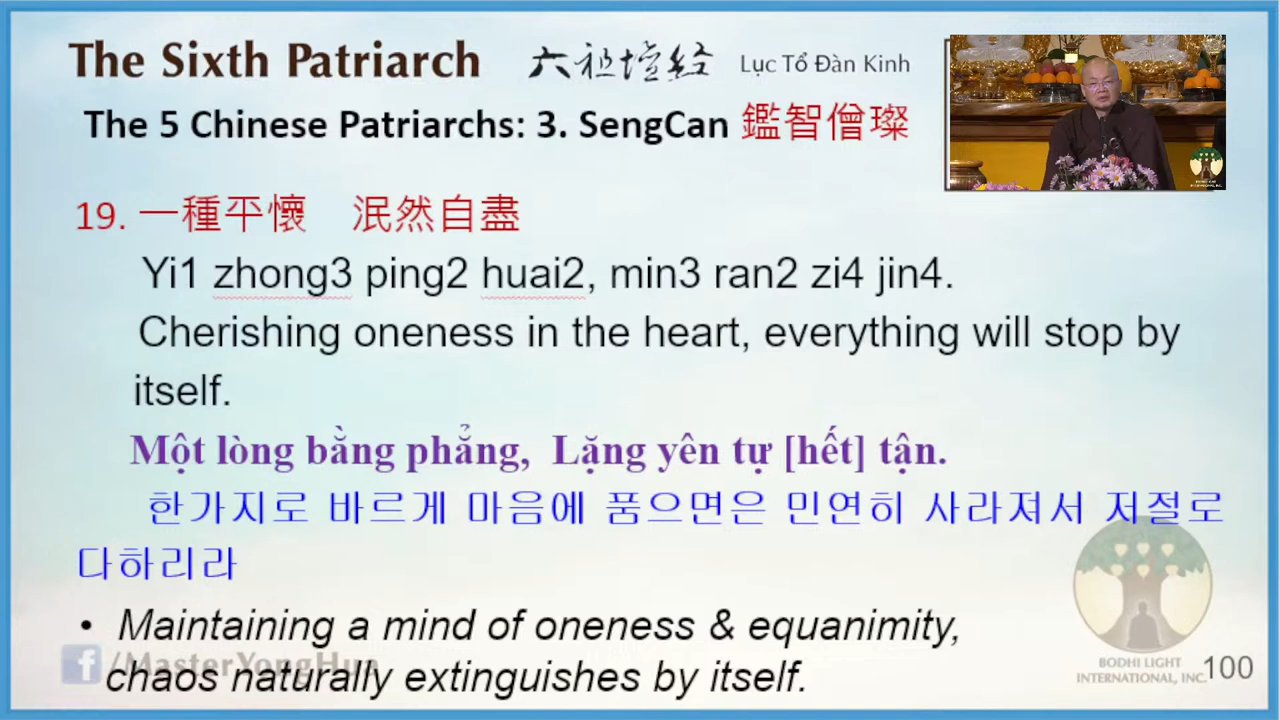 The Sixth Patriarch 六祖壇經 Lục Tổ Đàn Kinh
The 5 Chinese Patriarchs: 3. SengCan 鑑智僧璨
19. 一種平懷 泯然自盡
Yi1 zhong3 ping2 huai2, min3 ran2 zi4 jin4.
Cherishing oneness in the heart, everything will stop by
itself.
Một lòng bằng phẳng, Lặng yên tự [hết] tận.
한가지로 바르게 마음에 품으면은 민연히 사라져서 저절로
다하리라
• Maintaining a mind of oneness & equanimity,
f/MasterYongHua
chaos naturally extinguishes by itself.
BODHI LIGHT
INTERNATIONAL, INC.
100